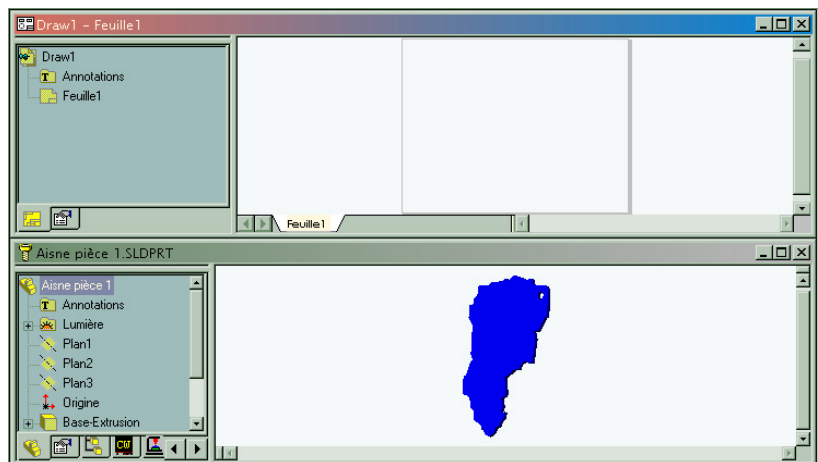 Draw1 - Feuille1
Draw1
Annotations
Feuille1
Feuille1
Aisne pièce 1.SLDPRT
Aisne pièce 1
Annotations
Lumière
Plan1
Plan2
Plan3
Origine
Base-Extrusion
CW